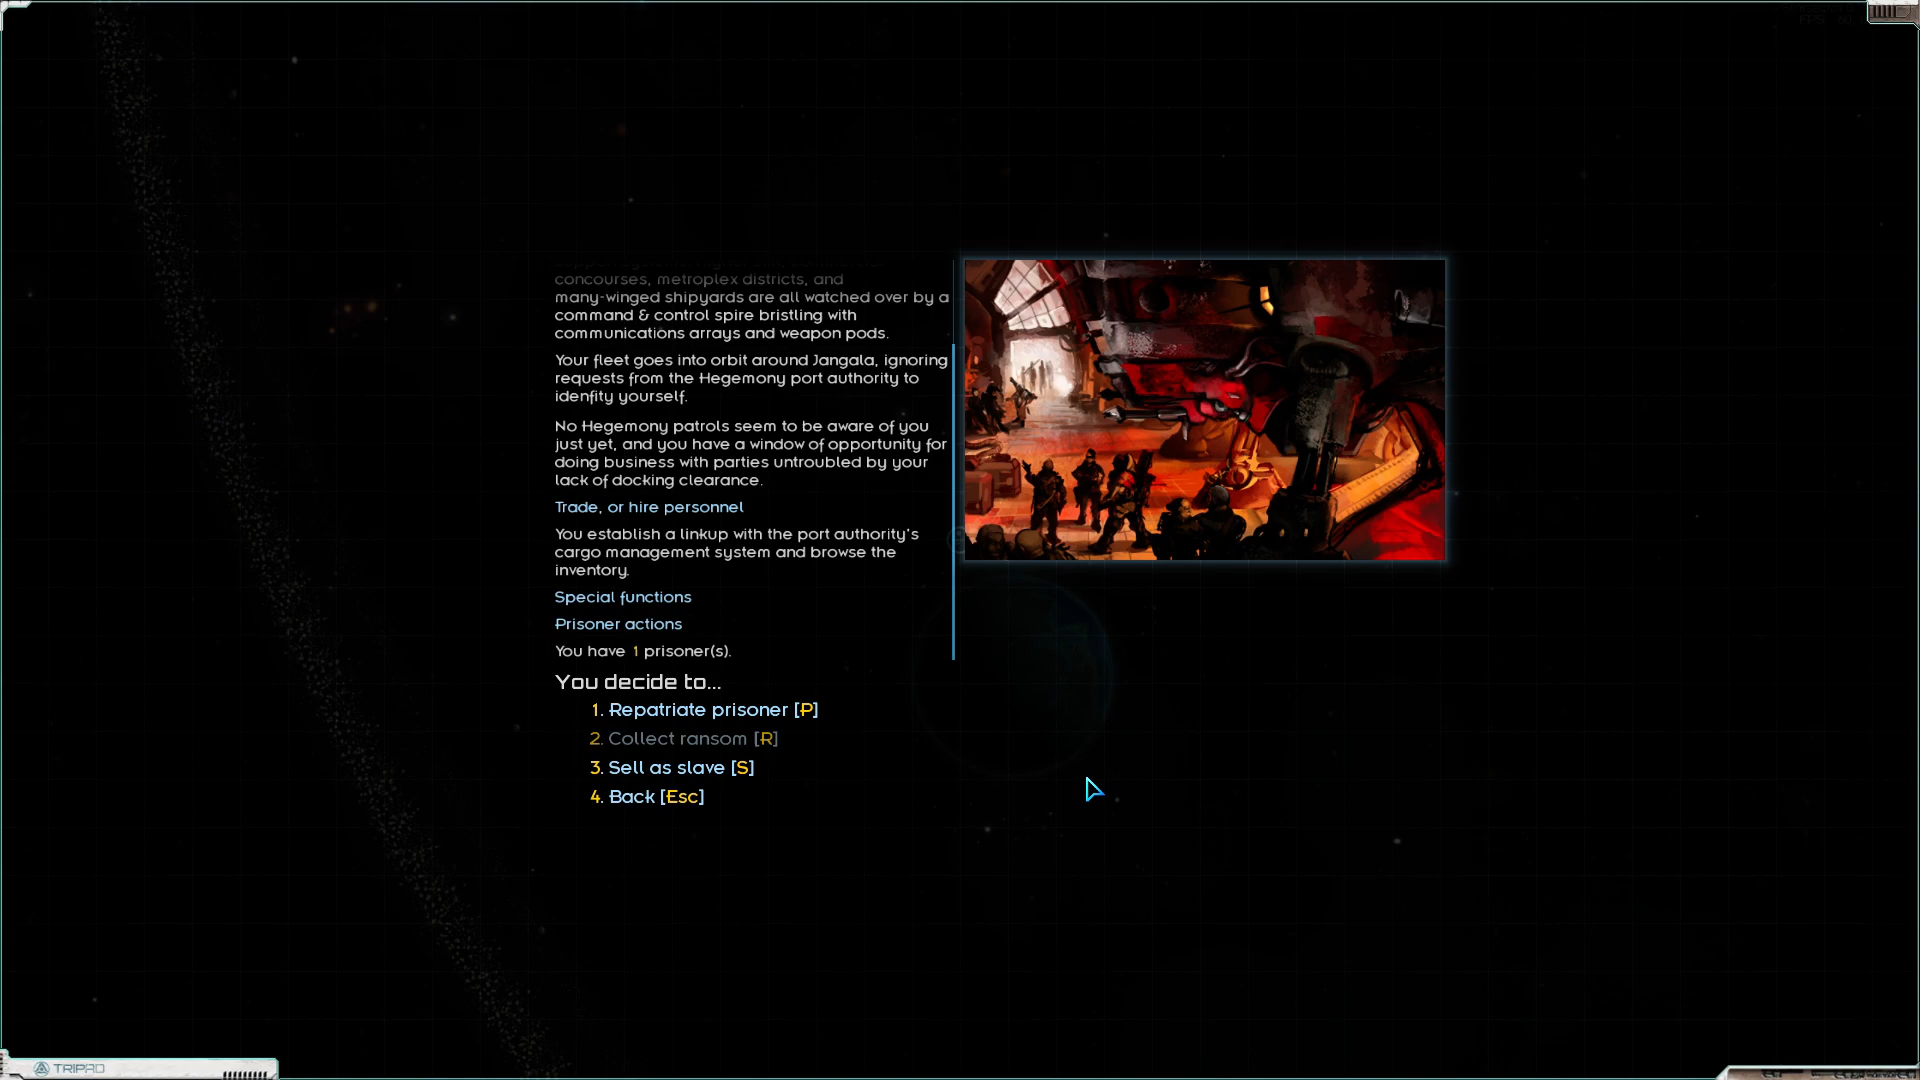 concourses, metroplex districts, and
many-winged shipyards are all watched over by a
command & control spire bristling with
communications arrays and weapon pods.
Your fleet goes into orbit around Jangala, ignoring
requests from the Hegemony port authority to
idenfity yourself.
No Hegemony patrols seem to be aware of you
just yet, and you have a window of opportunity for
doing business with parties untroubled by your
lack of docking clearance.
Trade, or hire personnel
You establish a linkup with the port authority's
cargo management system and browse the
inventory.
Special functions
Prisoner actions
You have 1 prisoner(s).
You decide to...
1. Repatriate prisoner [P]
2. Collect ransom [R]
3. Sell as slave [S]
4. Back [Esc]
TRIPAD